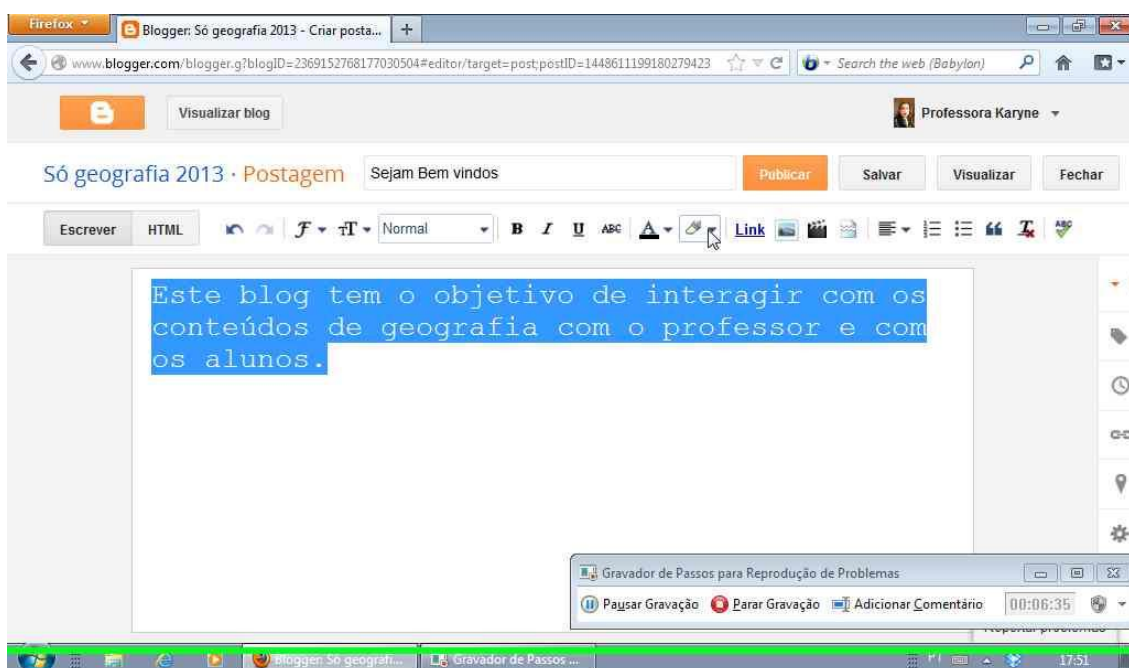 Firefox
Blogger: Só geografia 2013 - Criar posta...
www.blogger.com/blogger.g?blogID=2369152768177030504#editor/target=post;postID=1448611199180279423
Search the web (Babylon)
Visualizar blog
Professora Karyne
Só geografia 2013 · Postagem
Sejam Bem vindos
Publicar
Salvar
Visualizar
Fechar
Escrever
HTML
Normal
B I U ABC A
Link
ABC
Este blog tem o objetivo de interagir com os
conteúdos de geografia com o professor e com
os alunos.
Gravador de Passos para Reprodução de Problemas
Pausar Gravação
Parar Gravação
Adicionar Comentário
00:06:35
Blogger: Só geografi...
Gravador de Passos ...
PT
17:51